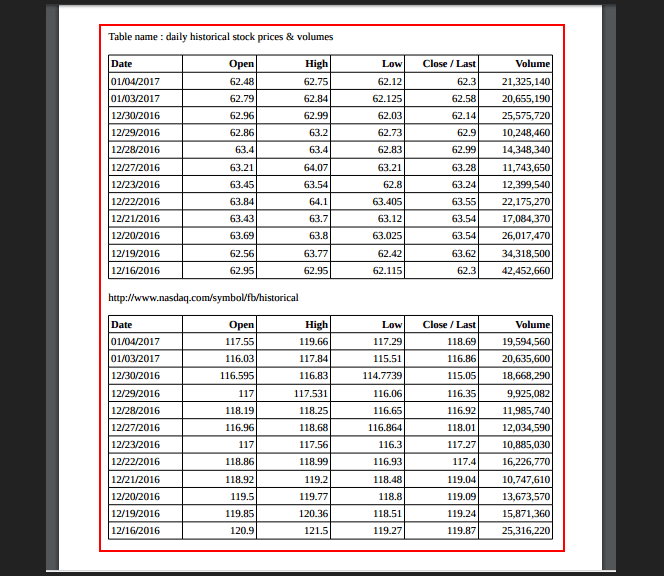 Table name : daily historical stock prices & volumes
Date Open High Low Close / Last Volume
01/04/2017 62.48 62.75 62.12 62.3 21,325,140
01/03/2017 62.79 62.84 62.125 62.58 20,655,190
12/30/2016 62.96 62.99 62.03 62.14 25,575,720
12/29/2016 62.86 63.2 62.73 62.9 10,248,460
12/28/2016 63.4 63.4 62.83 62.99 14,348,340
12/27/2016 63.21 64.07 63.21 63.28 11,743,650
12/23/2016 63.45 63.54 62.8 63.24 12,399,540
12/22/2016 63.84 64.1 63.405 63.55 22,175,270
12/21/2016 63.43 63.7 63.12 63.54 17,084,370
12/20/2016 63.69 63.8 63.025 63.54 26,017,470
12/19/2016 62.56 63.77 62.42 63.62 34,318,500
12/16/2016 62.95 62.95 62.115 62.3 42,452,660
http://www.nasdaq.com/symbol/fb/historical
Date Open High Low Close / Last Volume
01/04/2017 117.55 119.66 117.29 118.69 19,594,560
01/03/2017 116.03 117.84 115.51 116.86 20,635,600
12/30/2016 116.595 116.83 114.7739 115.05 18,668,290
12/29/2016 117 117.531 116.06 116.35 9,925,082
12/28/2016 118.19 118.25 116.65 116.92 11,985,740
12/27/2016 116.96 118.68 116.864 118.01 12,034,590
12/23/2016 117 117.56 116.3 117.27 10,885,030
12/22/2016 118.86 118.99 116.93 117.4 16,226,770
12/21/2016 118.92 119.2 118.48 119.04 10,747,610
12/20/2016 119.5 119.77 118.8 119.09 13,673,570
12/19/2016 119.85 120.36 118.51 119.24 15,871,360
12/16/2016 120.9 121.5 119.27 119.87 25,316,220